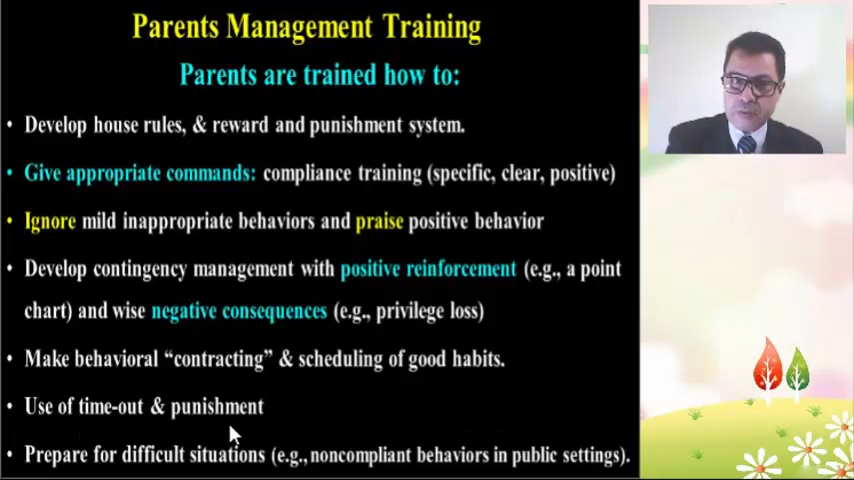 Parents Management Training
Parents are trained how to:
• Develop house rules, & reward and punishment system.
• Give appropriate commands: compliance training (specific, clear, positive)
• Ignore mild inappropriate behaviors and praise positive behavior
• Develop contingency management with positive reinforcement (e.g., a point
chart) and wise negative consequences (e.g., privilege loss)
• Make behavioral “contracting” & scheduling of good habits.
• Use of time-out & punishment
• Prepare for difficult situations (e.g., noncompliant behaviors in public settings).